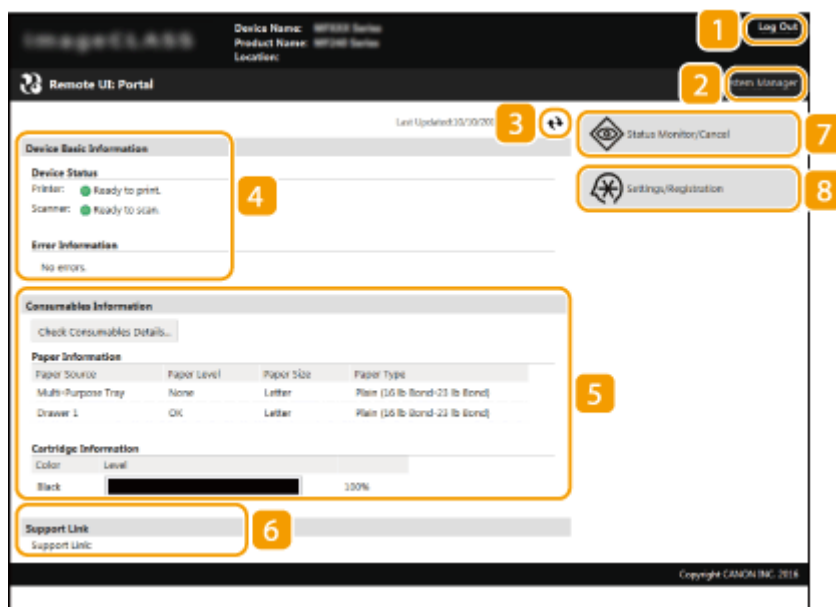 Device Name:
Product Name:
Location:
1
Log Out
Remote UI: Portal
2
System Manager
Last Updated:10/10/201
3
7
Status Monitor/Cancel
8
Settings/Registration
Device Basic Information
Device Status
Printer: Ready to print.
Scanner: Ready to scan.
4
Error Information
No errors.
Consumables Information
Check Consumables Details...
Paper Information
Paper Source Paper Level Paper Size Paper Type
Multi-Purpose Tray None Letter Plain (16 lb Bond-23 lb Bond)
Drawer 1 OK Letter Plain (16 lb Bond-23 lb Bond)
5
Cartridge Information
Color Level
Black 100%
6
Support Link
Support Link:
Copyright CANON INC. 2016